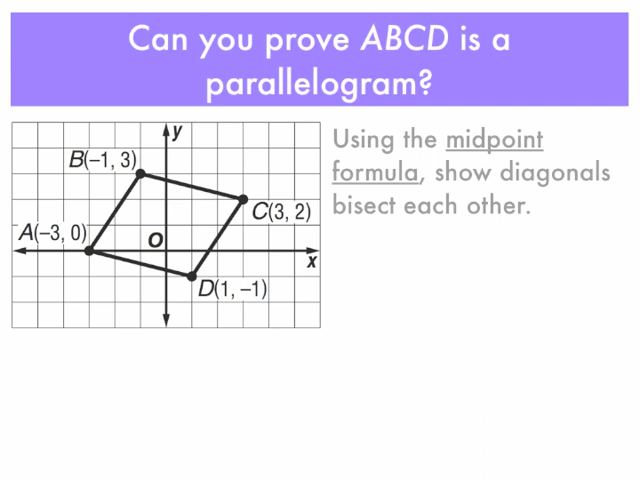 Can you prove ABCD is a
parallelogram?
Using the midpoint
formula, show diagonals
bisect each other.
y
B(–1, 3)
C(3, 2)
A(–3, 0)
O
x
D(1, –1)